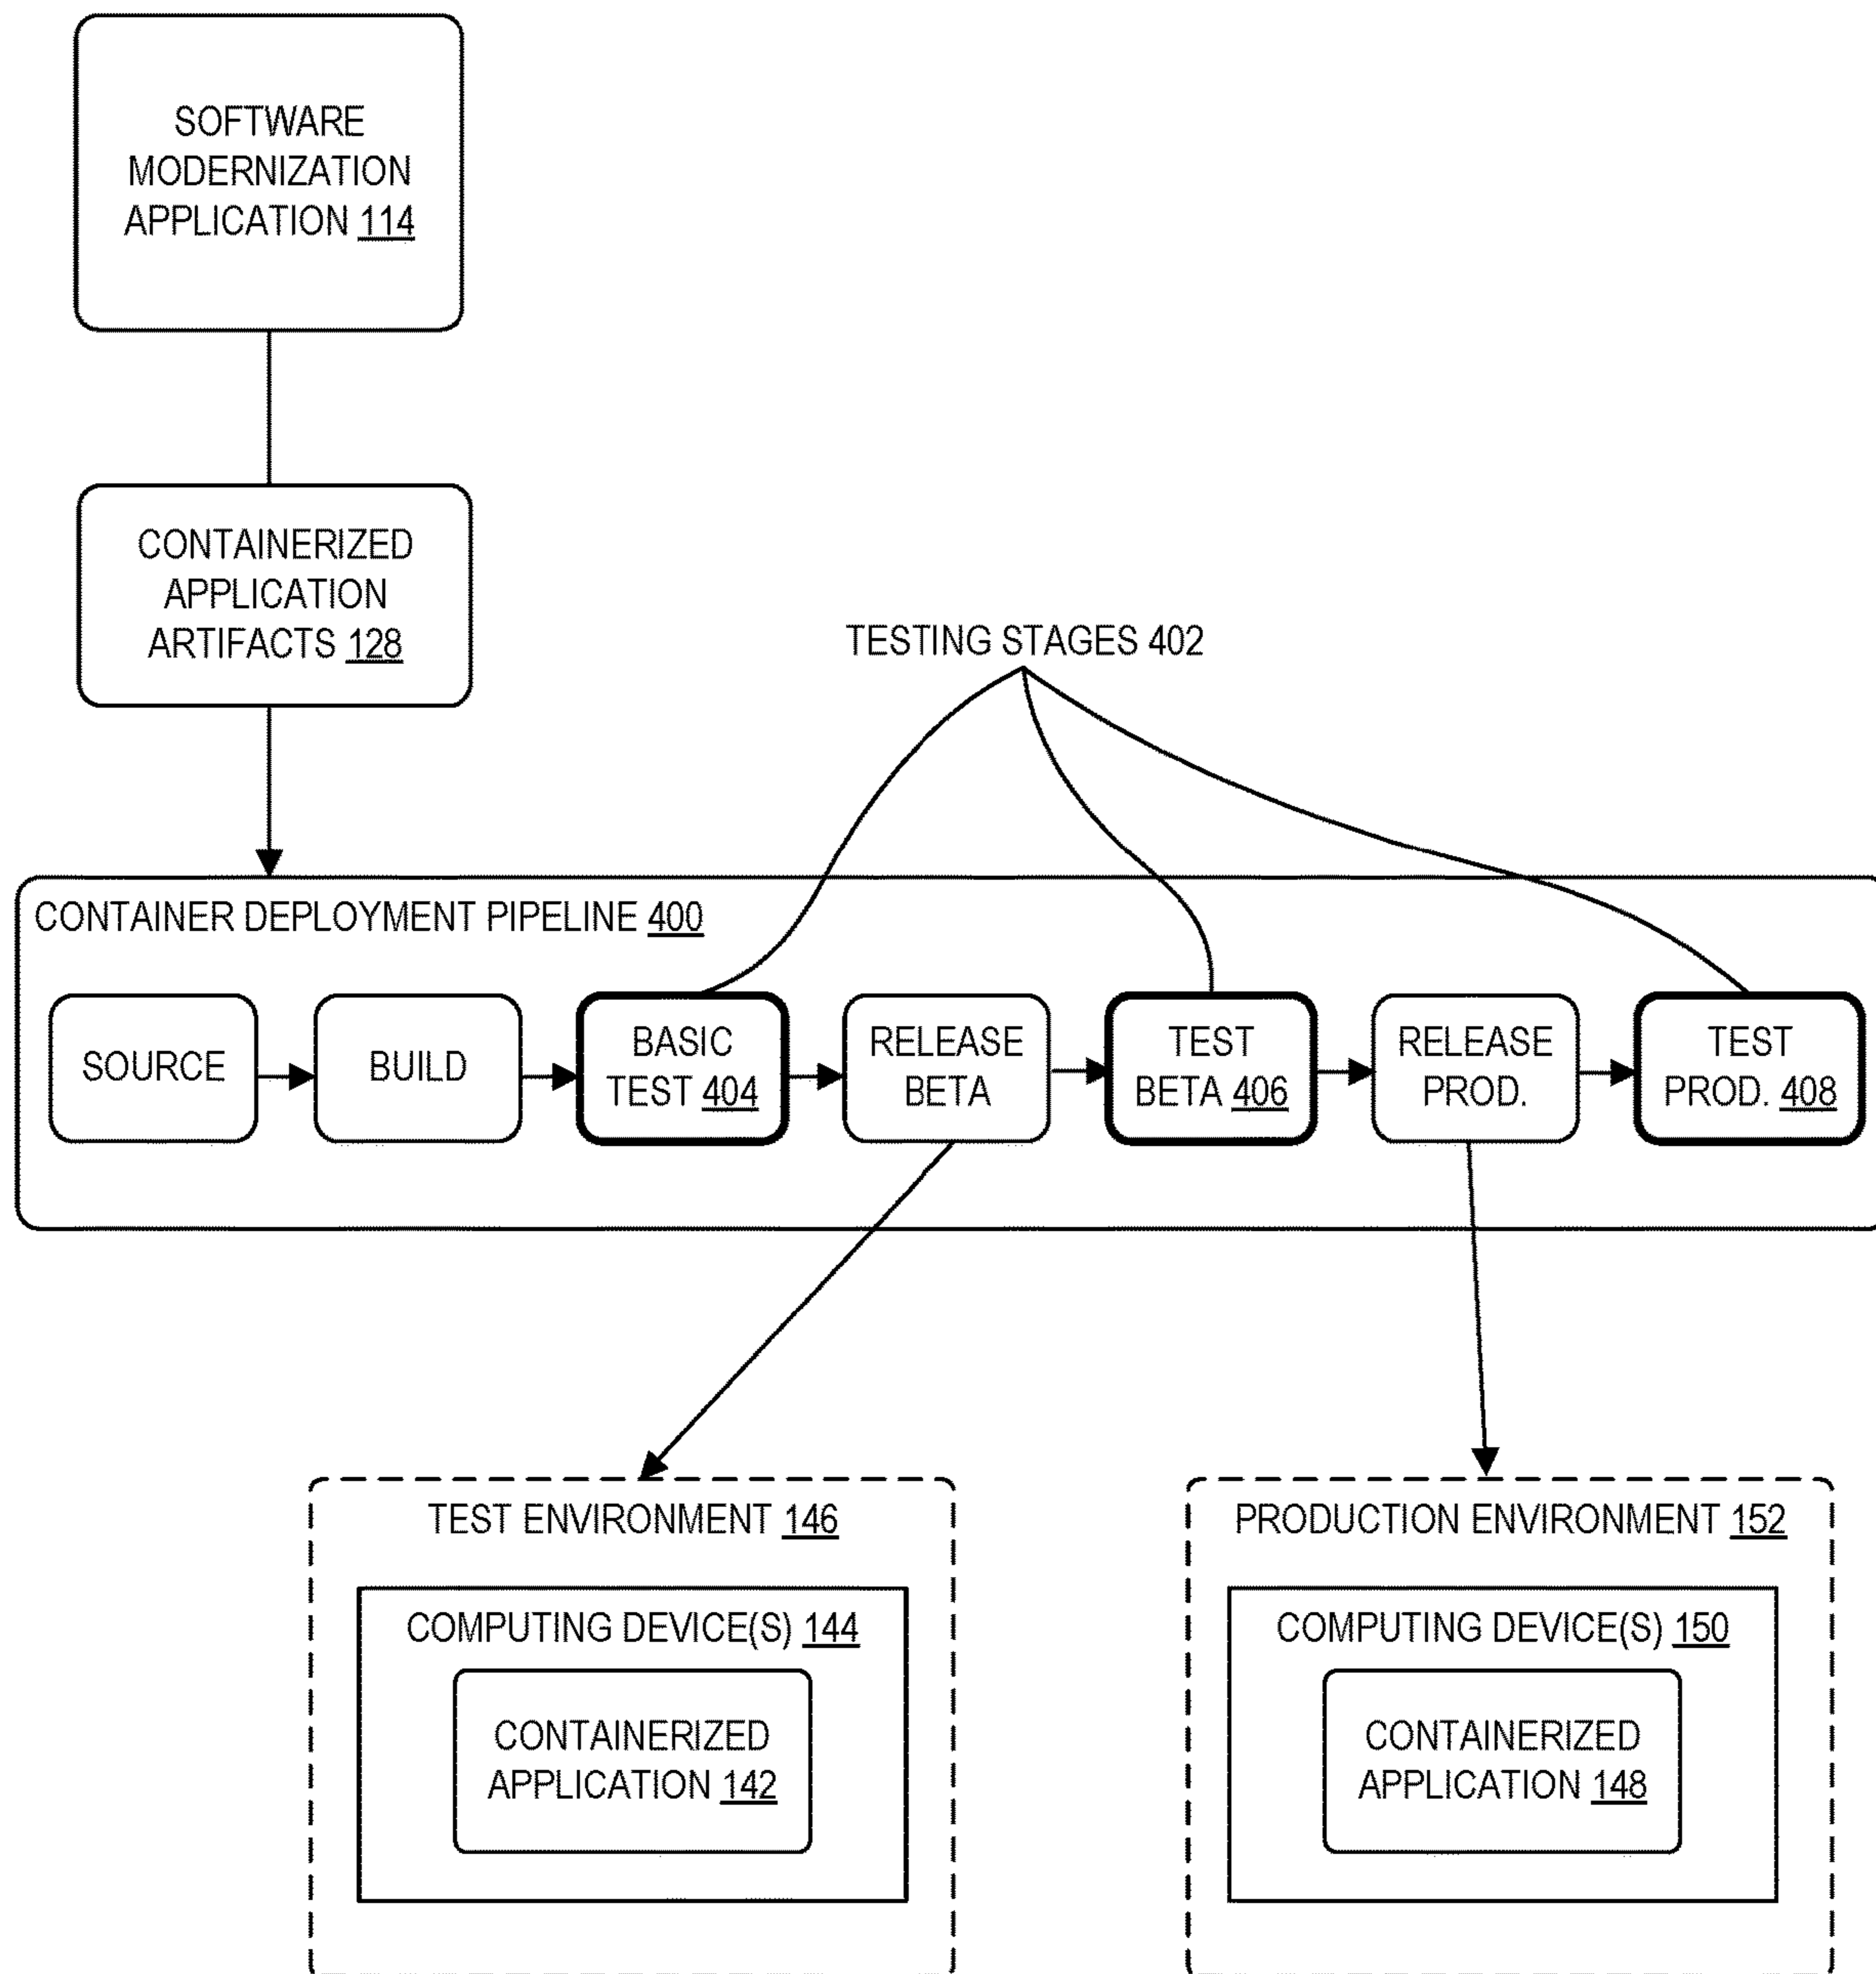 SOFTWARE
MODERNIZATION
APPLICATION 114
CONTAINERIZED
APPLICATION
ARTIFACTS 128
TESTING STAGES 402
CONTAINER DEPLOYMENT PIPELINE 400
SOURCE
BUILD
BASIC
TEST 404
RELEASE
BETA
TEST
BETA 406
RELEASE
PROD.
TEST
PROD. 408
TEST ENVIRONMENT 146
COMPUTING DEVICE(S) 144
CONTAINERIZED
APPLICATION 142
PRODUCTION ENVIRONMENT 152
COMPUTING DEVICE(S) 150
CONTAINERIZED
APPLICATION 148